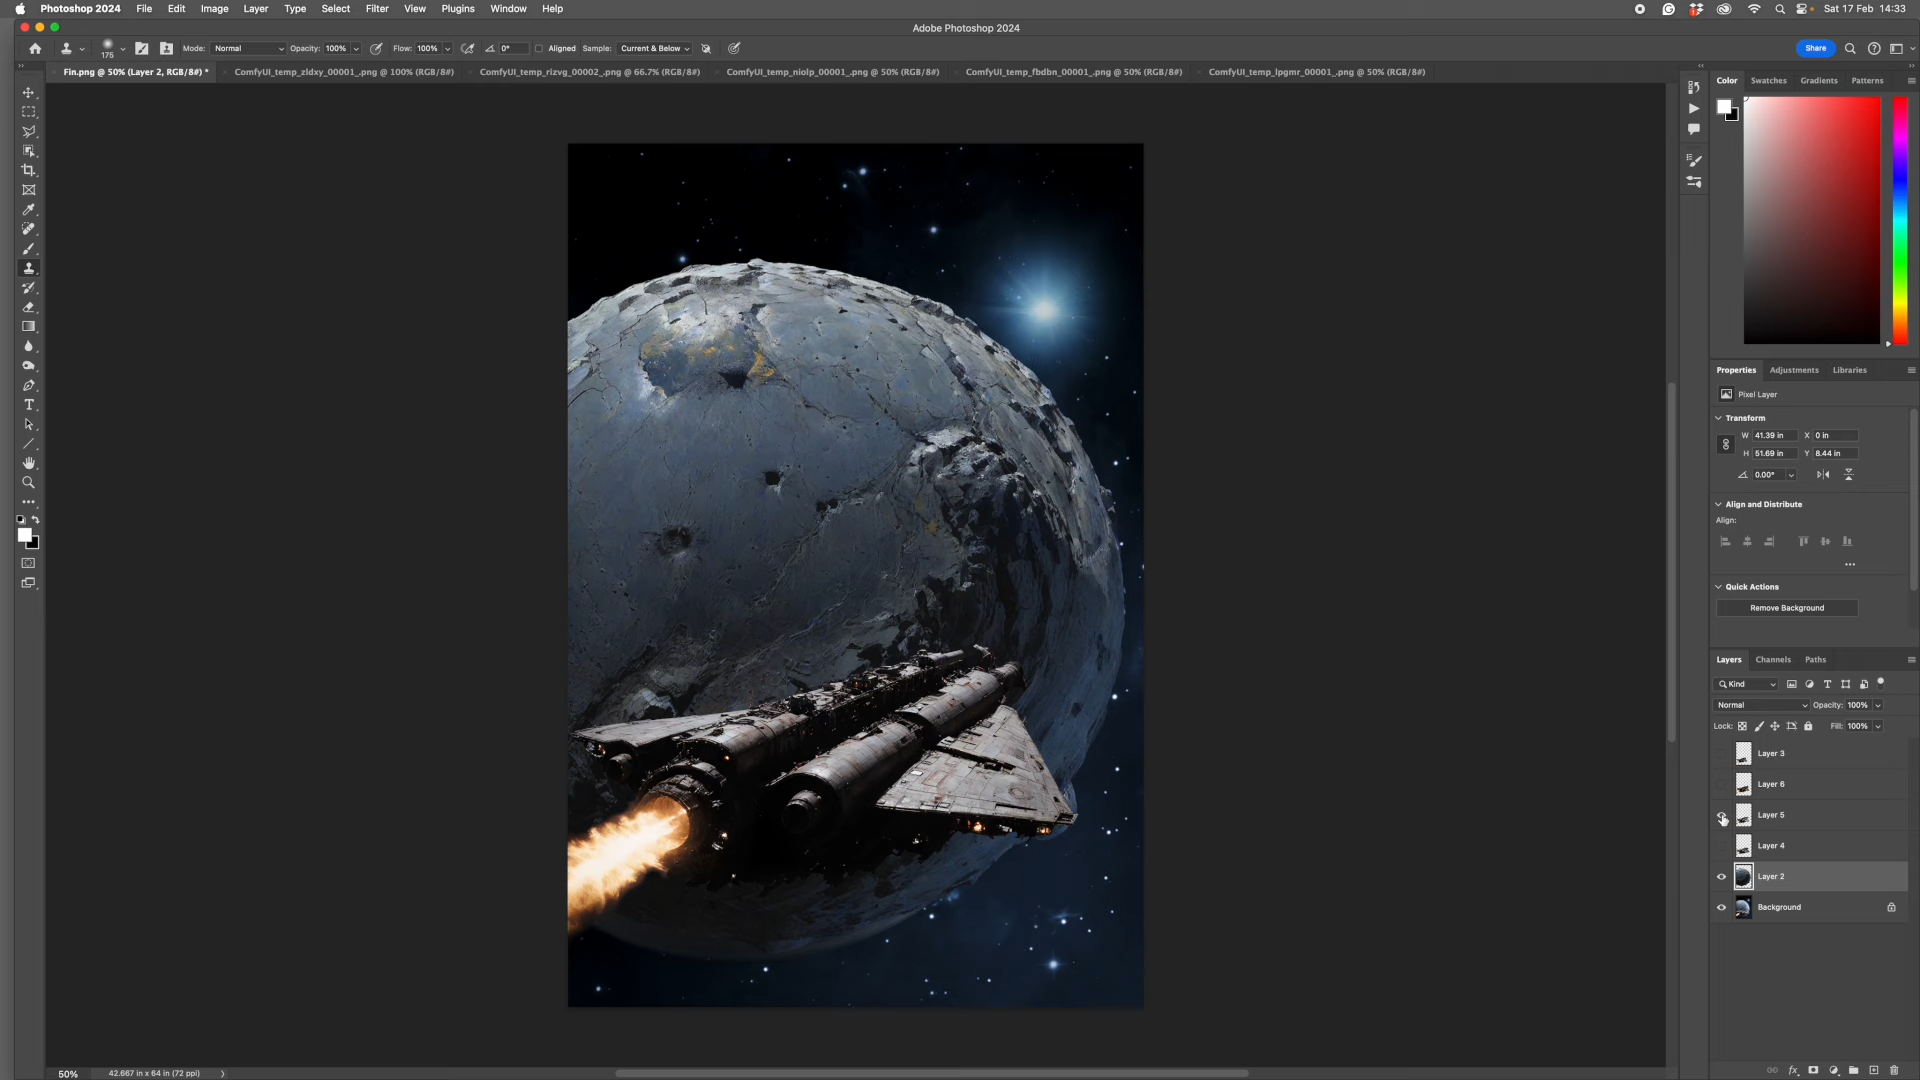 Photoshop 2024 File Edit Image Layer Type Select Filter View Plugins Window Help Sat 17 Feb 14:33
Adobe Photoshop 2024
175 Mode: Normal Opacity: 100% Flow: 100% 0° Aligned Sample: Current & Below Share
Fin.png @ 50% (Layer 2, RGB/8#) * ComfyUI_temp_zldxy_00001_.png @ 100% (RGB/8#) ComfyUI_temp_rizvg_00002_.png @ 66.7% (RGB/8#) ComfyUI_temp_niolp_00001_.png @ 50% (RGB/8#) ComfyUI_temp_fbdbn_00001_.png @ 50% (RGB/8#) ComfyUI_temp_lpgmr_00001_.png @ 50% (RGB/8#)
Color Swatches Gradients Patterns
Properties Adjustments Libraries
Pixel Layer
Transform
W 41.39 in X 0 in
H 51.69 in Y 8.44 in
0.00°
Align and Distribute
Align:
Quick Actions
Remove Background
Layers Channels Paths
Kind
Normal Opacity: 100%
Lock: Fill: 100%
Layer 3
Layer 6
Layer 5
Layer 4
Layer 2
Background
50% 42.667 in x 64 in (72 ppi)